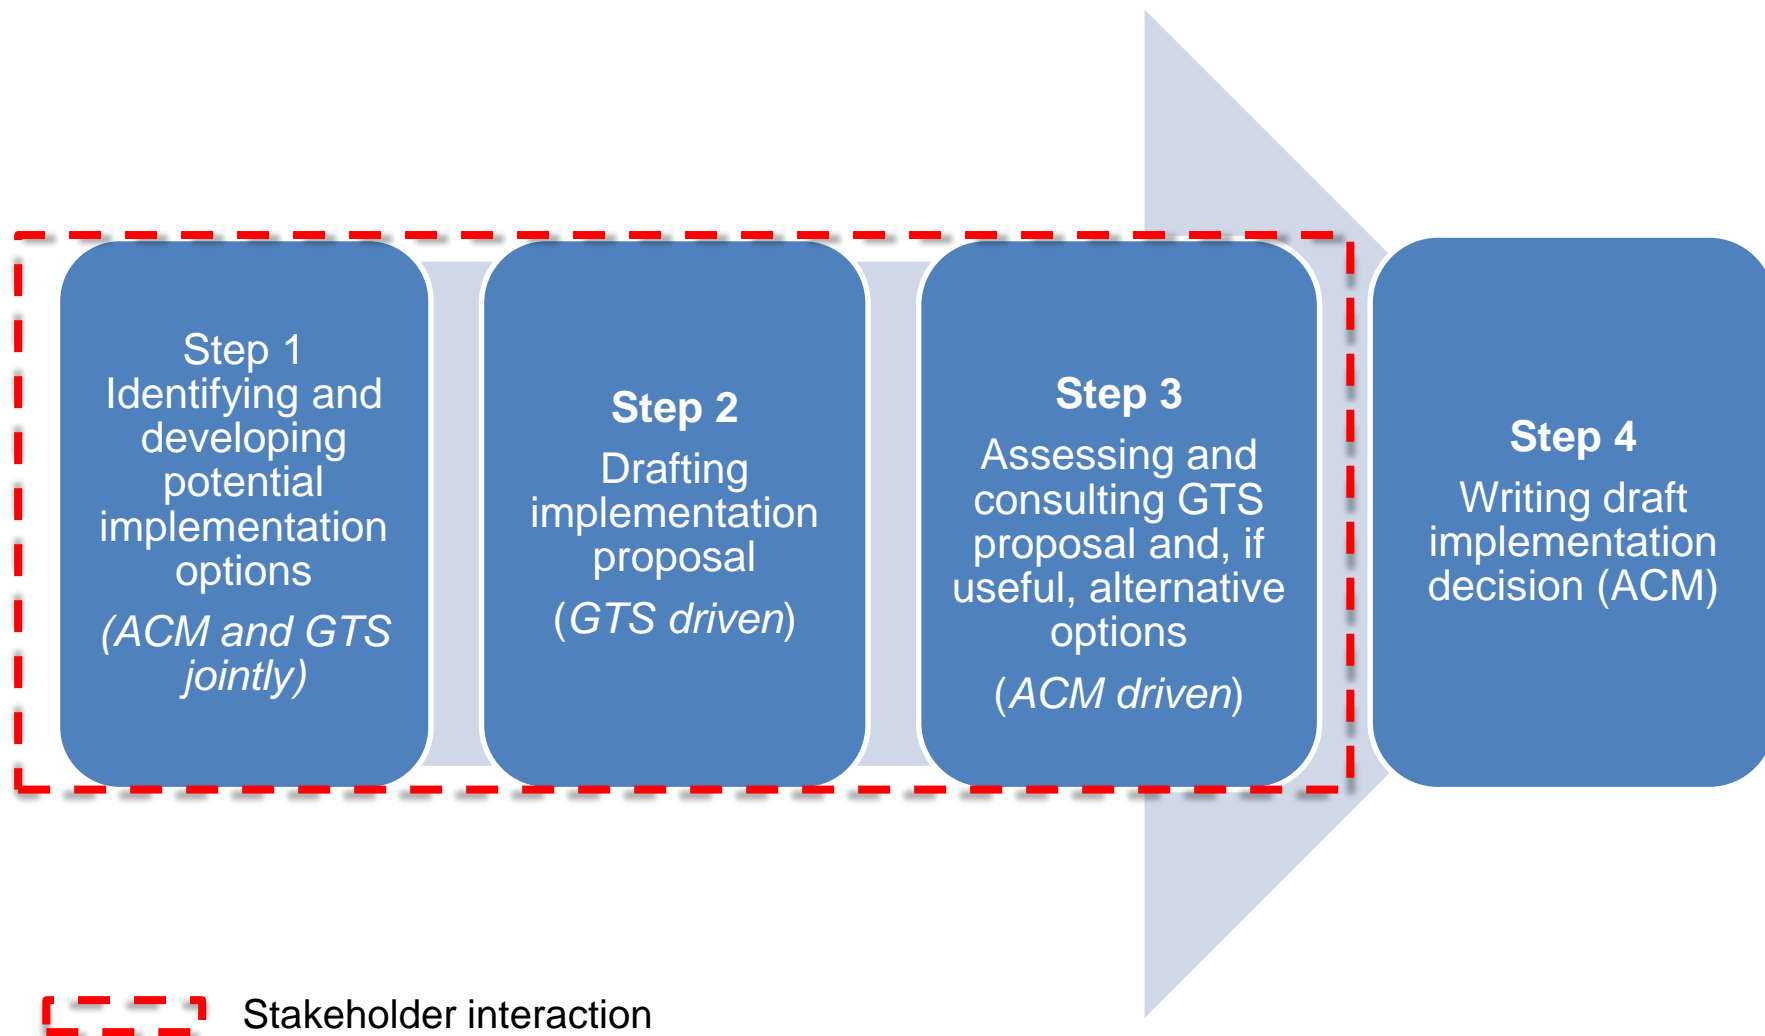 Step 1
Identifying and
developing
potential
implementation
options
(ACM and GTS
jointly)
Step 2
Drafting
implementation
proposal
(GTS driven)
Step 3
Assessing and
consulting GTS
proposal and, if
useful, alternative
options
(ACM driven)
Step 4
Writing draft
implementation
decision (ACM)
Stakeholder interaction